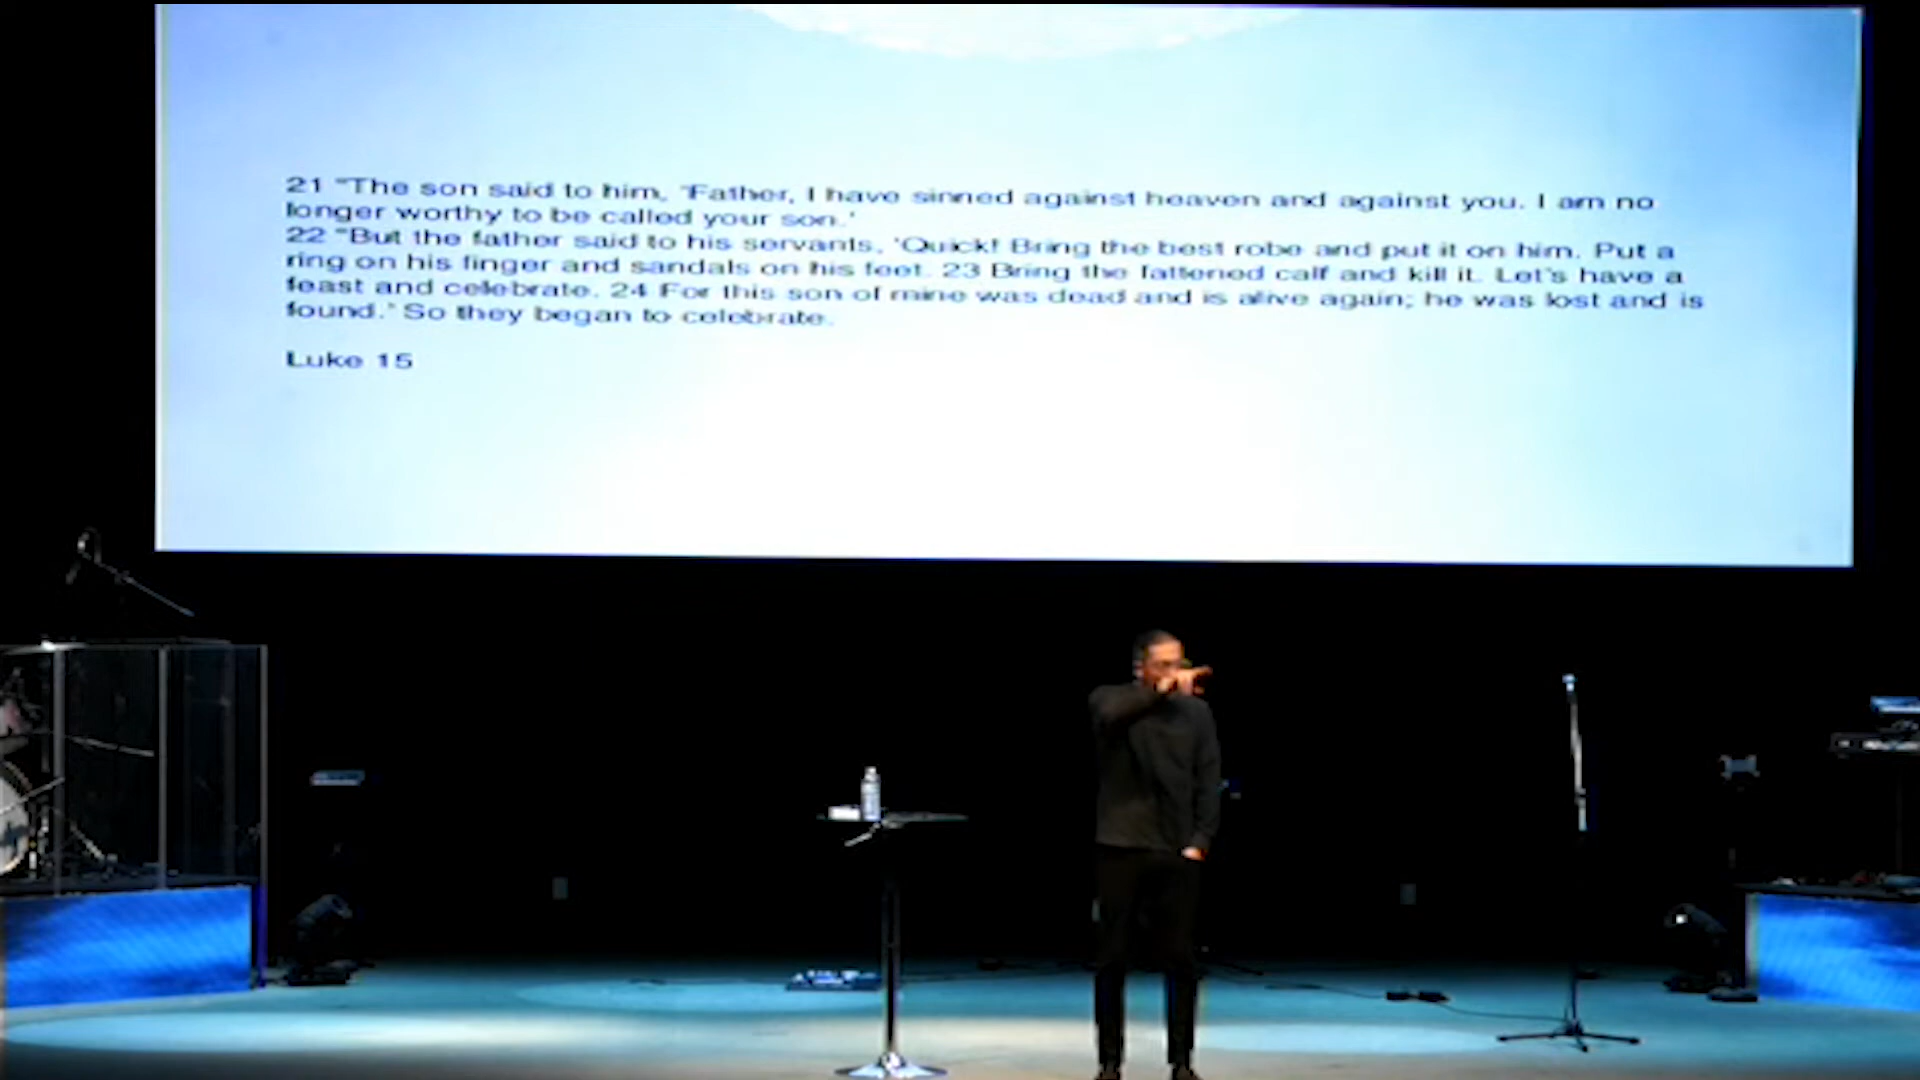 21 "The son said to him, 'Father, I have sinned against heaven and against you. I am no
longer worthy to be called your son.'
22 "But the father said to his servants, 'Quick! Bring the best robe and put it on him. Put a
ring on his finger and sandals on his feet. 23 Bring the fattened calf and kill it. Let's have a
feast and celebrate. 24 For this son of mine was dead and is alive again; he was lost and is
found.' So they began to celebrate.
Luke 15